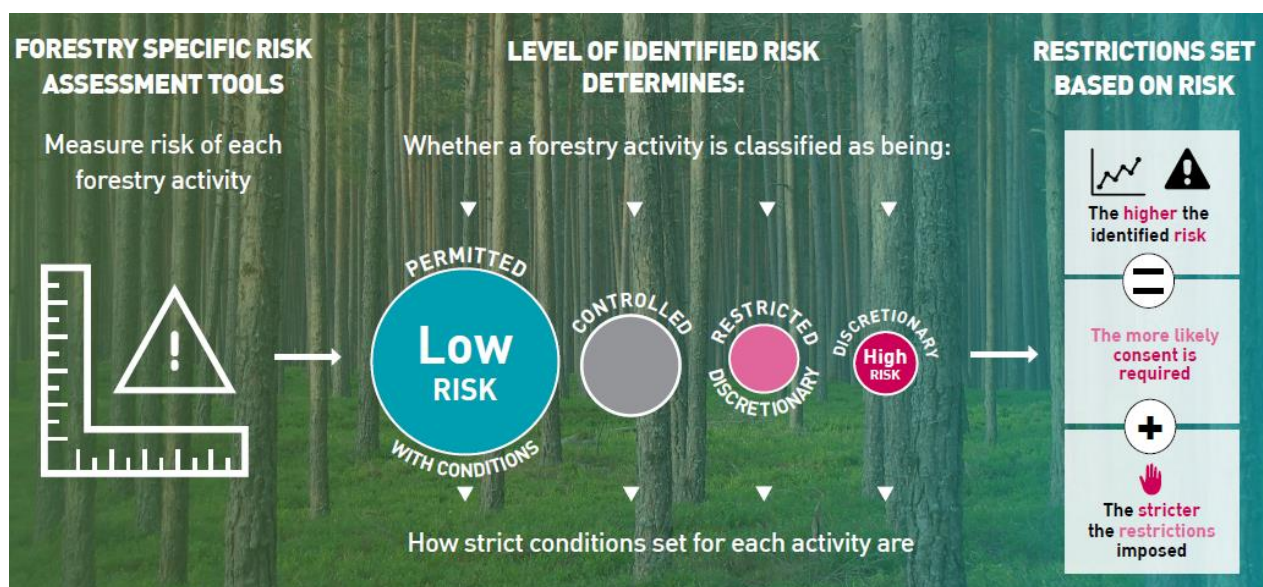 FORESTRY SPECIFIC RISK
ASSESSMENT TOOLS
Measure risk of each
forestry activity
LEVEL OF IDENTIFIED RISK
DETERMINES:
Whether a forestry activity is classified as being:
PERMITTED
Low
RISK
WITH CONDITIONS
CONTROLLED
RESTRICTED
DISCRETIONARY
DISCRETIONARY
High
RISK
How strict conditions set for each activity are
RESTRICTIONS SET
BASED ON RISK
The higher the
identified risk
=
The more likely
consent is
required
+
The stricter
the restrictions
imposed